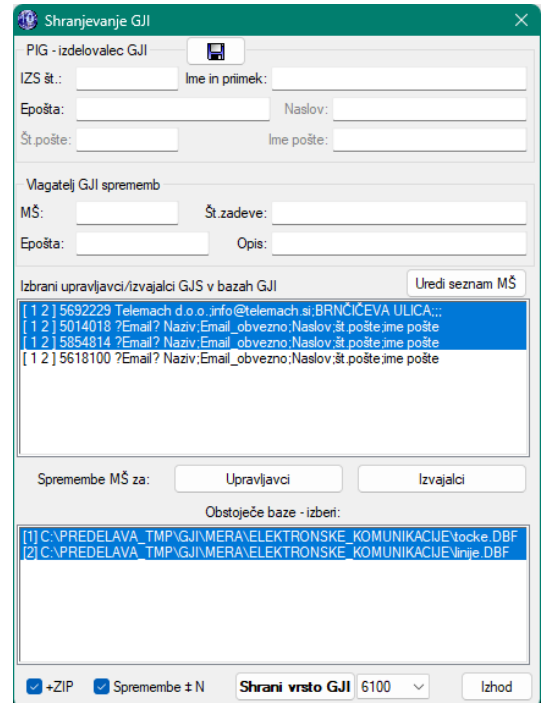 Shranjevanje GJI
PIG - izdelovalec GJI
IZS št.: Ime in priimek:
Epošta: Naslov:
Št.pošte: Ime pošte:
Vlagatelj GJI sprememb
MŠ: Št.zadeve:
Epošta: Opis:
Izbrani upravljavci/izvajalci GJS v bazah GJI Uredi seznam MŠ
[ 1 2 ] 5692229 Telemach d.o.o.;info@telemach.si;BRNČIČEVA ULICA;;;
[ 1 2 ] 5014018 ?Email? Naziv;Email_obvezno;Naslov;št.pošte;ime pošte
[ 1 2 ] 5854814 ?Email? Naziv;Email_obvezno;Naslov;št.pošte;ime pošte
[ 1 2 ] 5618100 ?Email? Naziv;Email_obvezno;Naslov;št.pošte;ime pošte
Spremembe MŠ za: Upravljavci Izvajalci
Obstoječe baze - izberi:
[1] C:\PREDELAVA_TMP\GJI\MERA\ELEKTRONSKE_KOMUNIKACIJE\tocke.DBF
[2] C:\PREDELAVA_TMP\GJI\MERA\ELEKTRONSKE_KOMUNIKACIJE\linije.DBF
+ZIP Spremembe ± N Shrani vrsto GJI 6100 Izhod